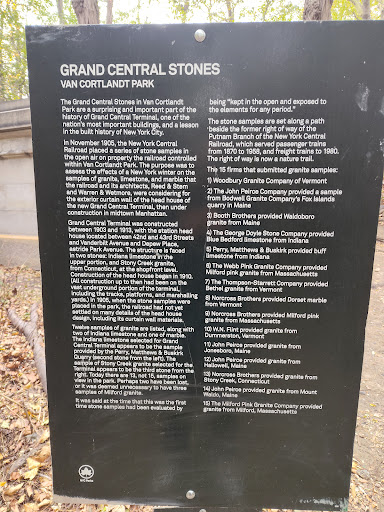 GRAND CENTRAL STONES
VAN CORTLANDT PARK
The Grand Central Stones in Van Cortlandt
Park are a surprising and important part of the
history of Grand Central Terminal, one of the
nation's most important buildings, and a lesson
in the built history of New York City.
In November 1905, the New York Central
Railroad placed a series of stone samples in
the open air on property the railroad controlled
within Van Cortlandt Park. The purpose was to
assess the effects of a New York winter on the
samples of granite, limestone, and marble that
the railroad and its architects, Reed & Stem
and Warren & Wetmore, were considering for
the exterior curtain wall of the head house of
the new Grand Central Terminal, then under
construction in midtown Manhattan.
Grand Central Terminal was constructed
between 1903 and 1913, with the station head
house located between 42nd and 43rd Streets
and Vanderbilt Avenue and Depew Place,
astride Park Avenue. The structure is faced
in two stones: Indiana limestone in the
upper portion, and Stony Creek granite,
from Connecticut, at the shopfront level.
Construction of the head house began in 1910.
(All construction up to then had been on the
vast underground portion of the terminal,
including the tracks, platforms, and marshalling
yards.) In 1905, when the stone samples were
placed in the park, the railroad had not yet
settled on many details of the head house
design, including its curtain wall materials.
Twelve samples of granite are listed, along with
two of Indiana limestone and one of marble.
The Indiana limestone selected for Grand
Central Terminal appears to be the sample
provided by the Perry, Matthews & Buskirk
Quarry (second stone from the left). The
sample of Stony Creek granite selected for the
Terminal appears to be the third stone from the
right. Today there are 13, not 15, samples on
view in the park. Perhaps two have been lost,
or it was deemed unnecessary to have three
samples of Milford granite.
It was said at the time that this was the first
time stone samples had been evaluated by
being "kept in the open and exposed to
the elements for any period."
The stone samples are set along a path
beside the former right of way of the
Putnam Branch of the New York Central
Railroad, which served passenger trains
from 1870 to 1958, and freight trains to 1980.
The right of way is now a nature trail.
The 15 firms that submitted granite samples:
1) Woodbury Granite Company of Vermont
2) The John Peirce Company provided a sample
from Bodwell Granite Company's Fox Islands
quarry in Maine
3) Booth Brothers provided Waldoboro
granite from Maine
4) The George Doyle Stone Company provided
Blue Bedford limestone from Indiana
5) Perry, Matthews & Buskirk provided buff
limestone from Indiana
6) The Webb Pink Granite Company provided
Milford granite from Massachusetts
7) The Thompson-Starrett Company provided
Bethel granite from Vermont
8) Norcross Brothers provided Dorset marble
from Vermont
9) Norcross Brothers provided Milford pink
granite from Massachusetts
10) W.N. Flint provided granite from
Dummerston, Vermont
11) John Peirce provided granite from
Jonesboro, Maine
12) John Peirce provided granite from
Hallowell, Maine
13) Norcross Brothers provided granite from
Stony Creek, Connecticut
14) John Peirce provided granite from Mount
Waldo, Maine
15) The Milford Pink Granite Company provided
granite from Milford, Massachusetts
NYC Parks